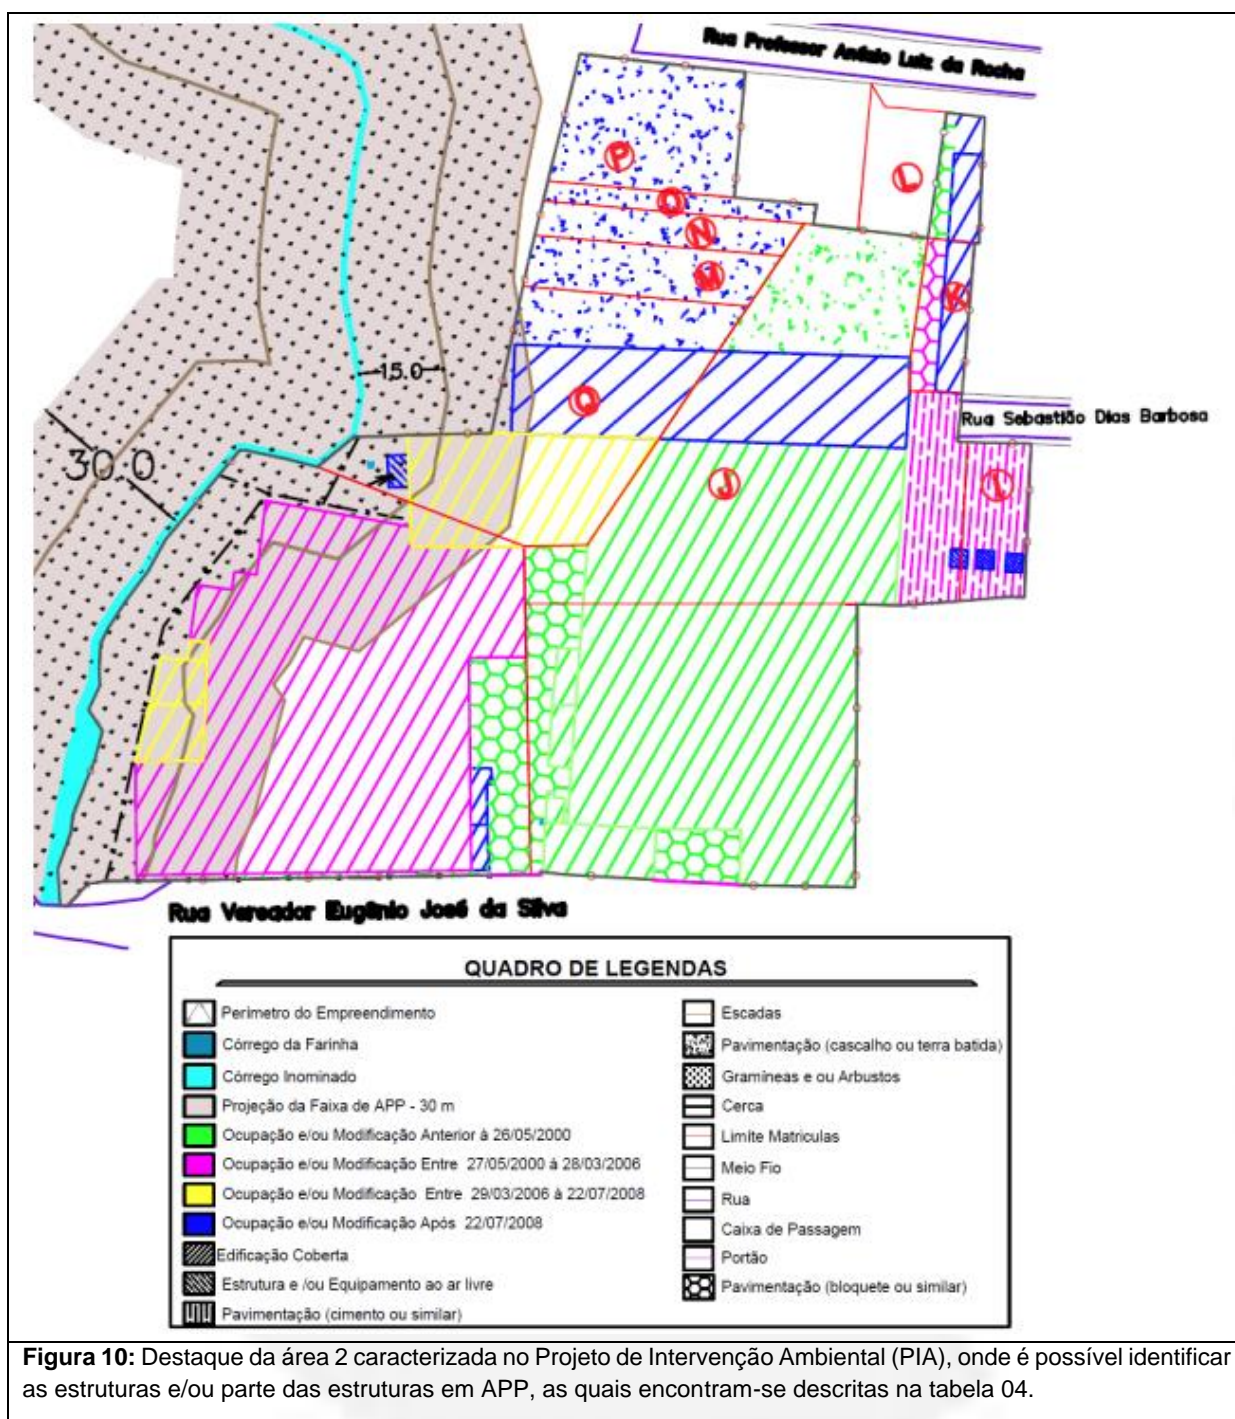 Rua Professor Anézio Luiz da Rocha
P
L
O
N
M
K
15.0
Q
Rua Sebastião Dias Barbosa
30.0
J
I
Rua Vereador Eugênio José da Silva
QUADRO DE LEGENDAS
Perímetro do Empreendimento
Córrego da Farinha
Córrego Inominado
Projeção da Faixa de APP - 30 m
Ocupação e/ou Modificação Anterior à 26/05/2000
Ocupação e/ou Modificação Entre 27/05/2000 à 28/03/2006
Ocupação e/ou Modificação Entre 29/03/2006 à 22/07/2008
Ocupação e/ou Modificação Após 22/07/2008
Edificação Coberta
Estrutura e /ou Equipamento ao ar livre
Pavimentação (cimento ou similar)
Escadas
Pavimentação (cascalho ou terra batida)
Gramíneas e ou Arbustos
Cerca
Limite Matriculas
Meio Fio
Rua
Caixa de Passagem
Portão
Pavimentação (bloquete ou similar)
Figura 10: Destaque da área 2 caracterizada no Projeto de Intervenção Ambiental (PIA), onde é possível identificar
as estruturas e/ou parte das estruturas em APP, as quais encontram-se descritas na tabela 04.